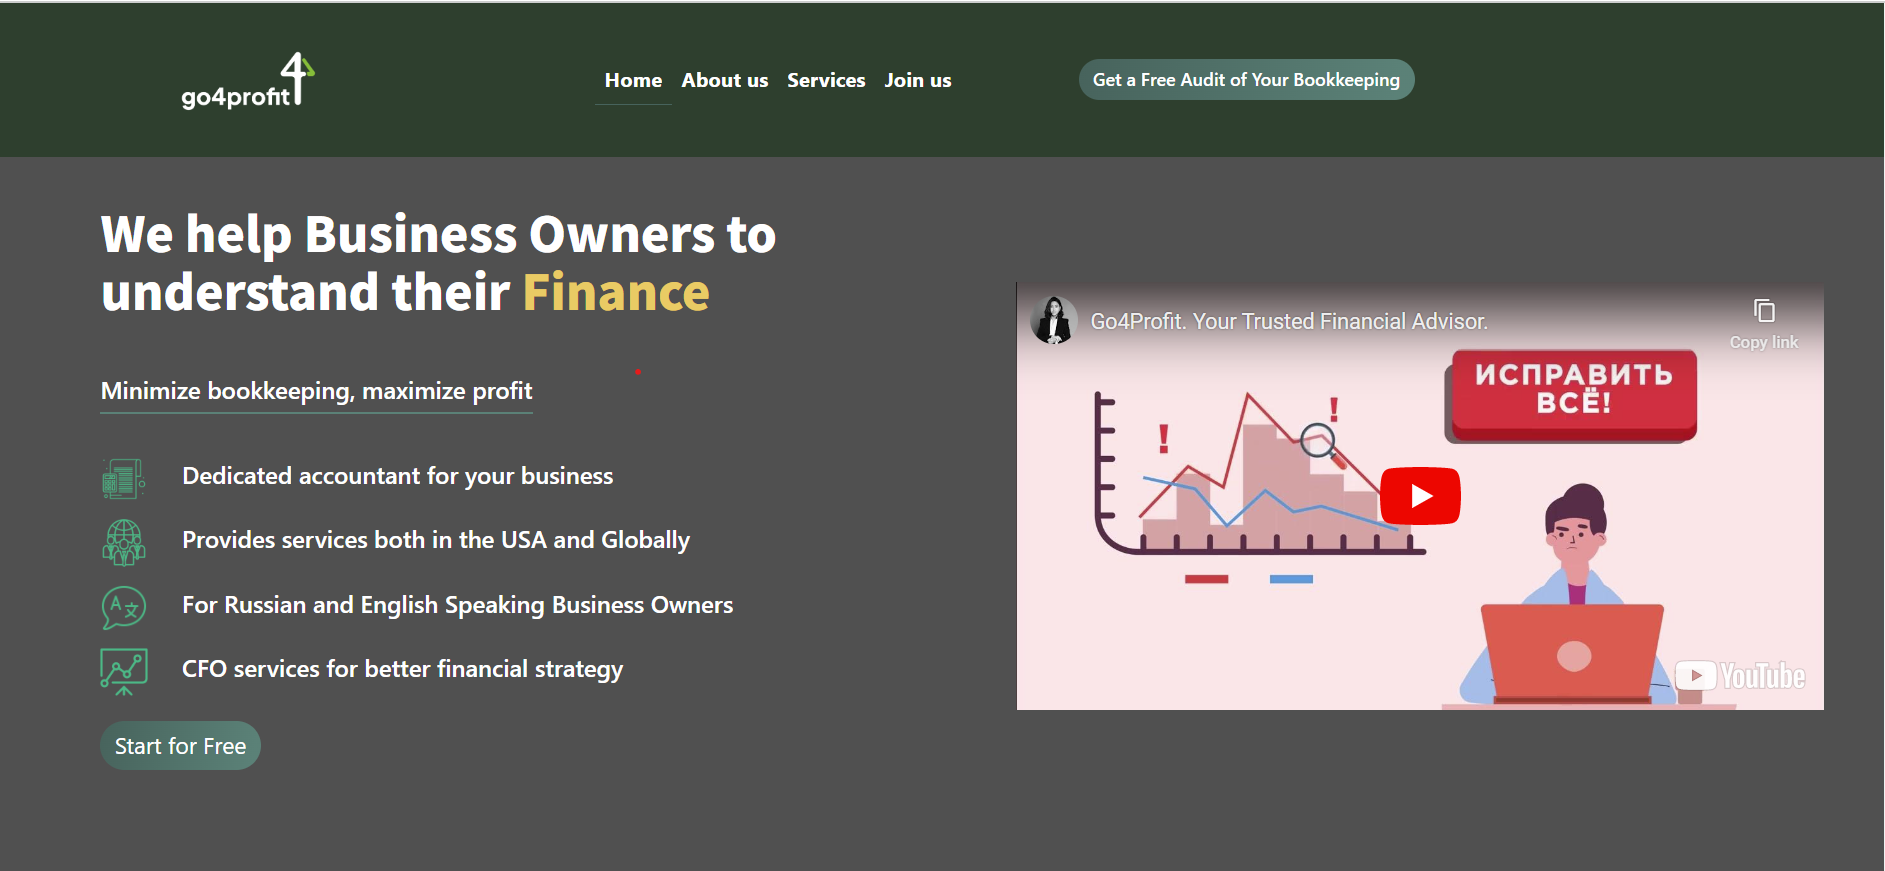 go4profit
Home About us Services Join us
Get a Free Audit of Your Bookkeeping
We help Business Owners to
understand their Finance
Minimize bookkeeping, maximize profit
Dedicated accountant for your business
Provides services both in the USA and Globally
For Russian and English Speaking Business Owners
CFO services for better financial strategy
Start for Free
Go4Profit. Your Trusted Financial Advisor.
Copy link
ИСПРАВИТЬ
ВСЁ!
YouTube